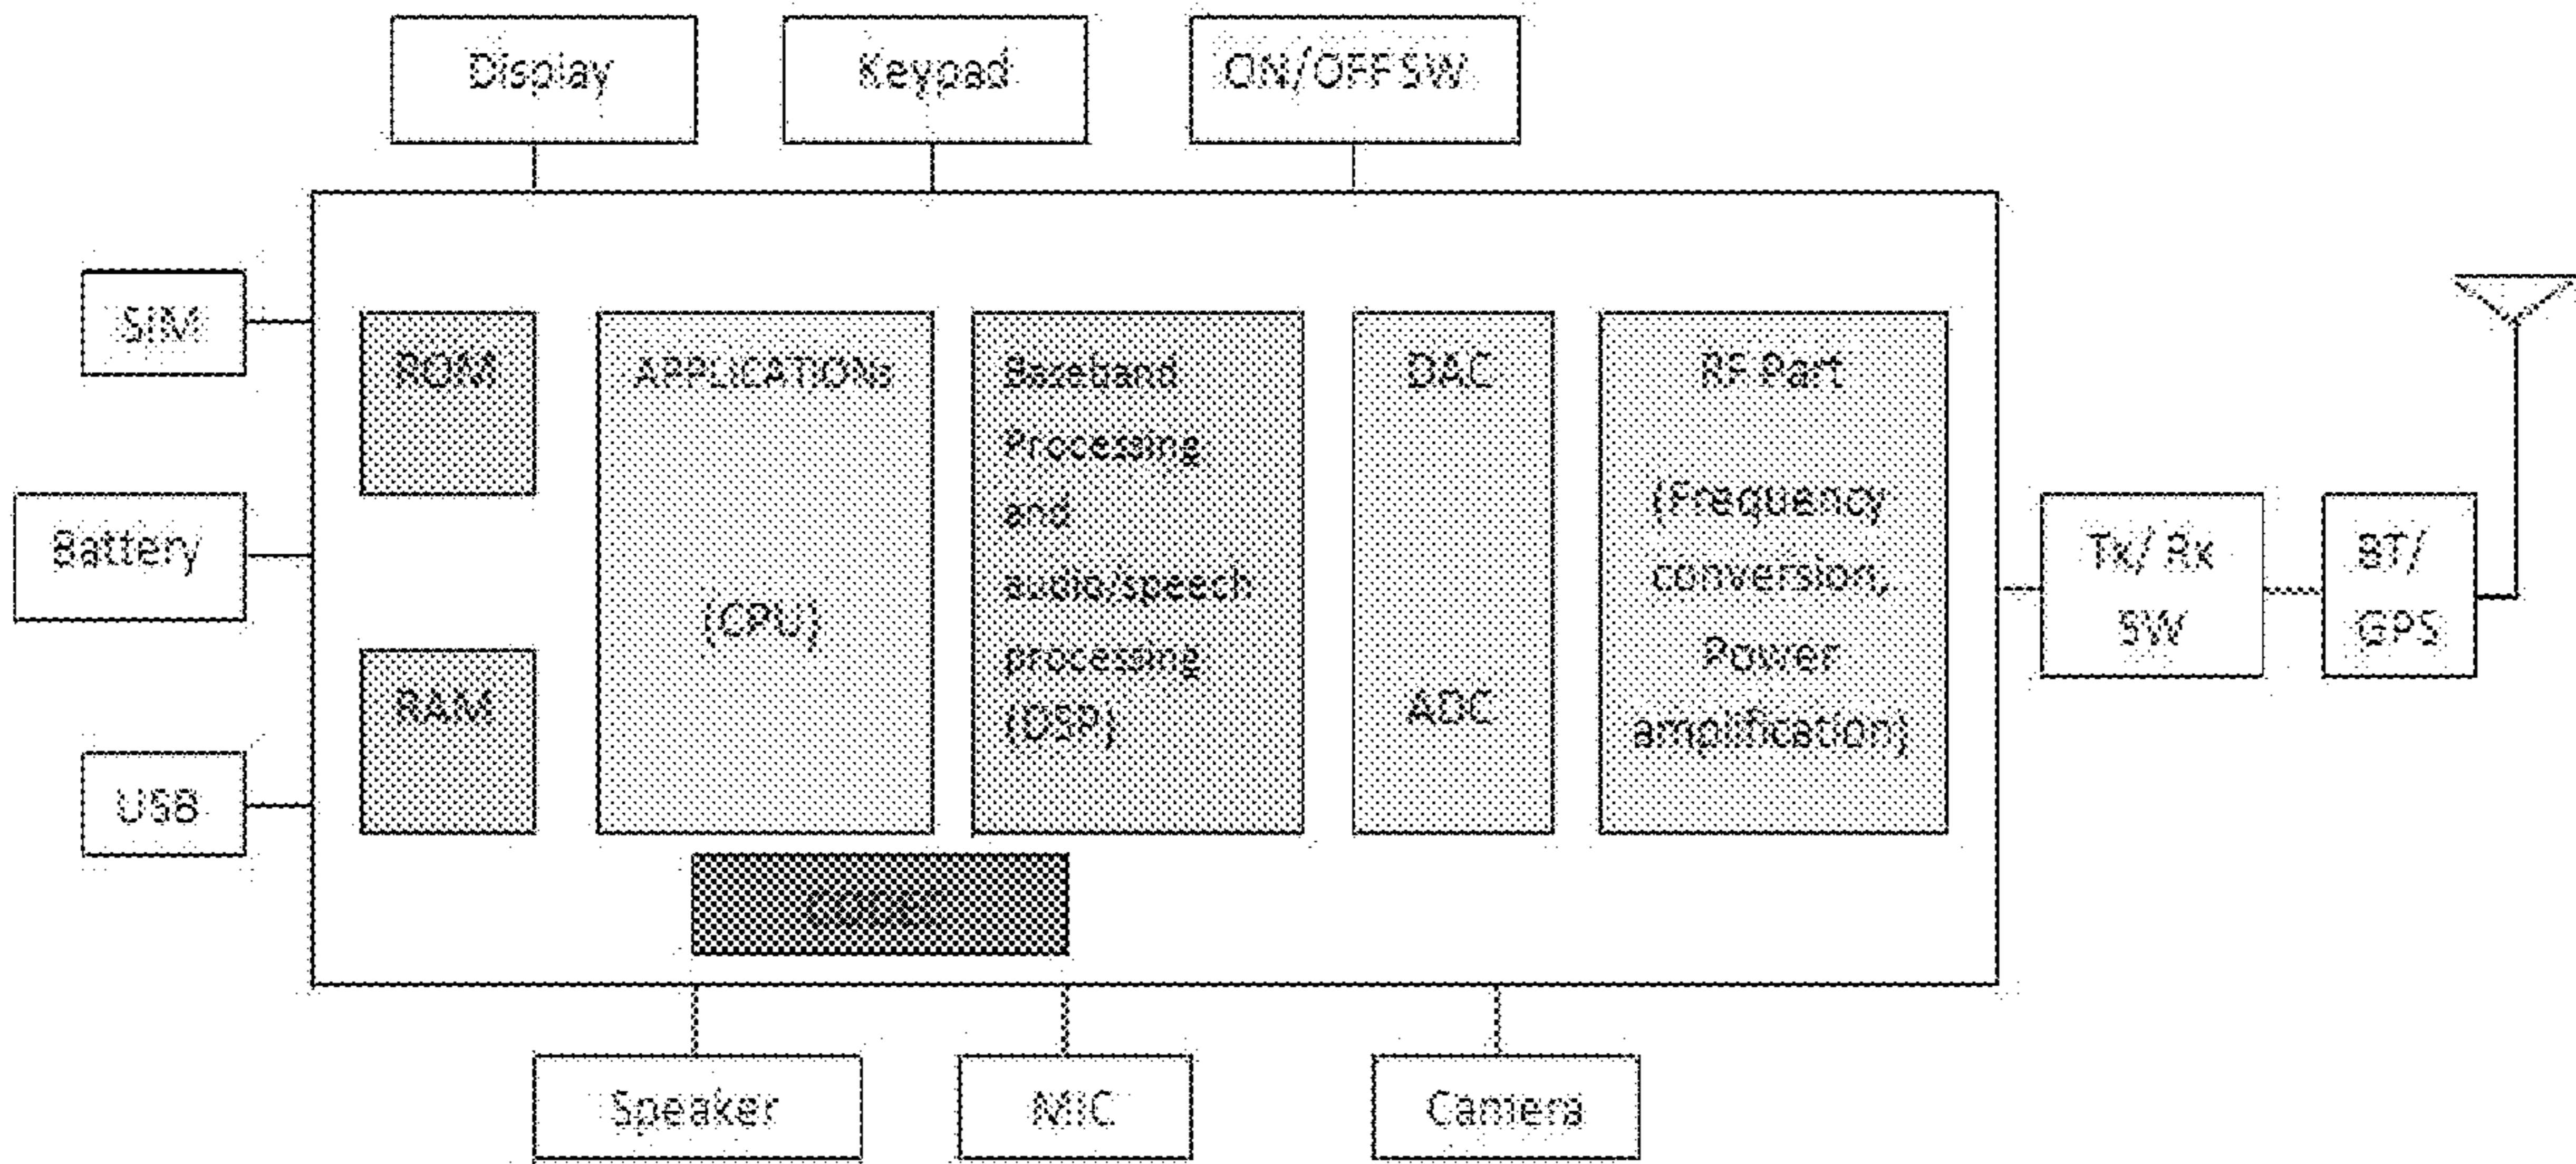 Display
Keypad
ON/OFF SW
SIM
Battery
USB
ROM
RAM
APPLICATIONs
(CPU)
Baseband
Processing
and
audio/speech
processing
(DSP)
DAC
ADC
RF Part
(Frequency
conversion,
Power
amplification)
CODEC
Tx/ Rx
SW
BT/
GPS
Speaker
MIC
Camera